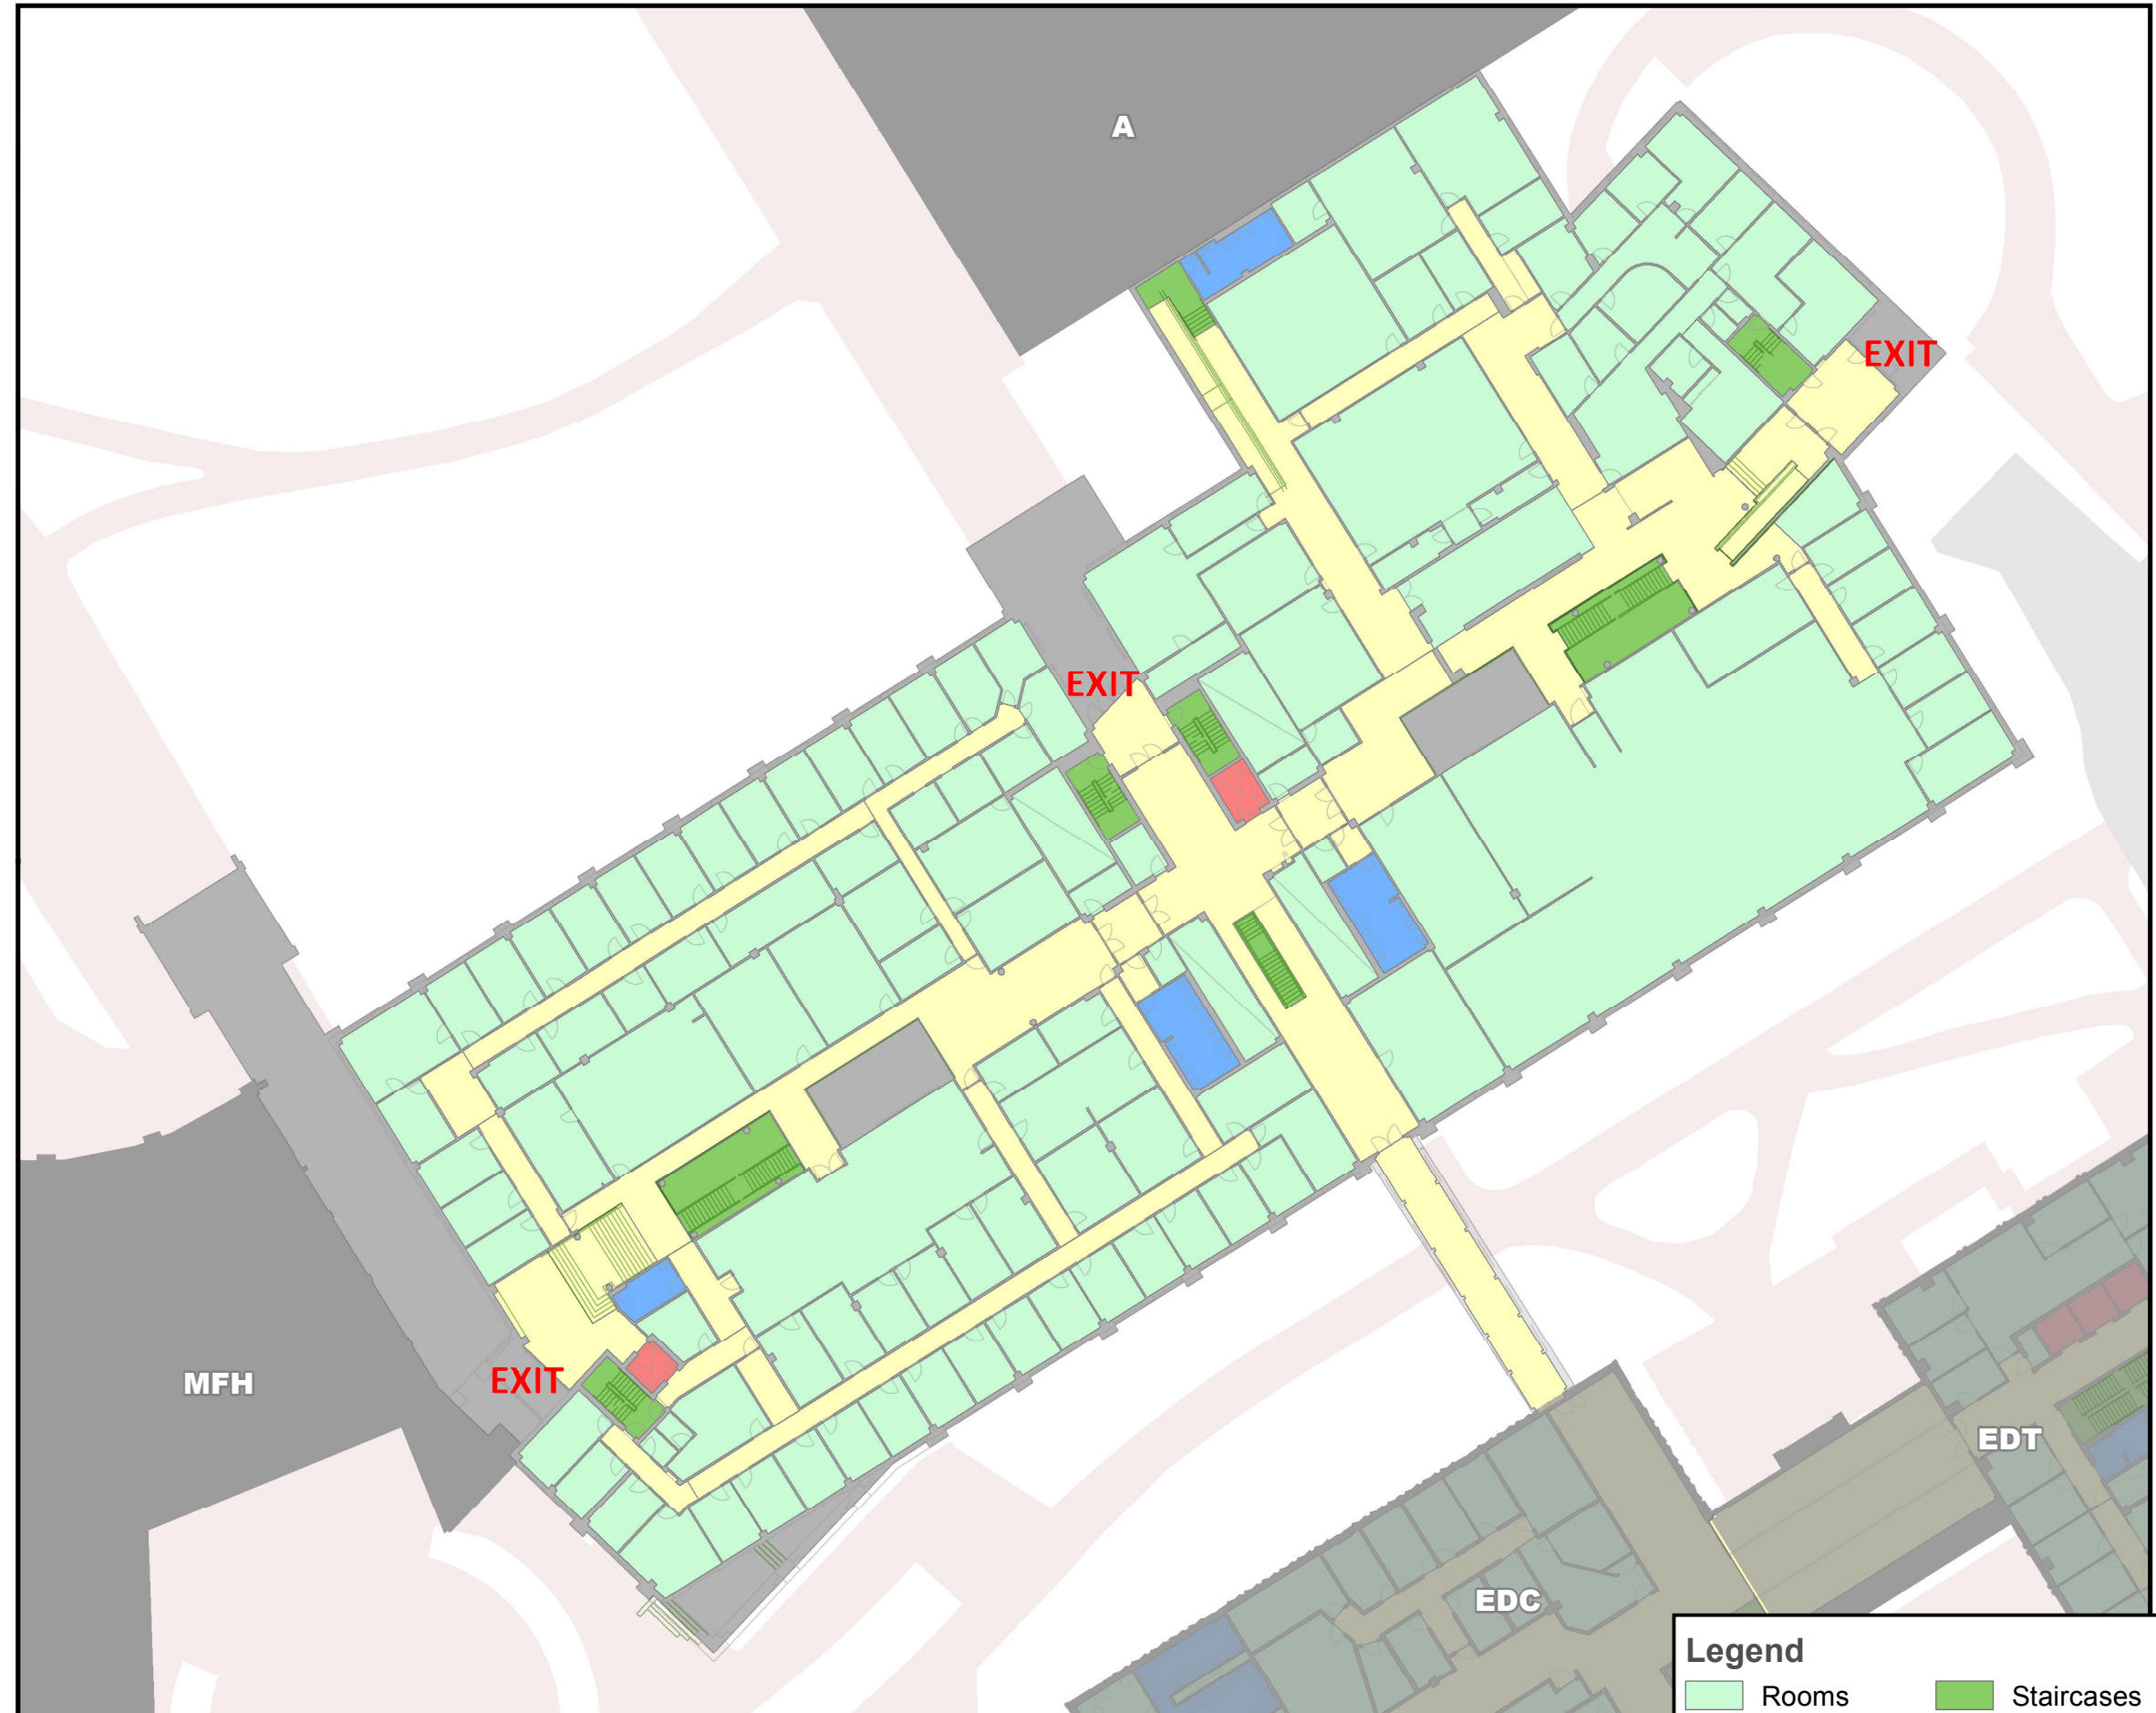 A
EXIT
EXIT
EXIT
MFH
EDT
EDC
Legend
Rooms
Staircases